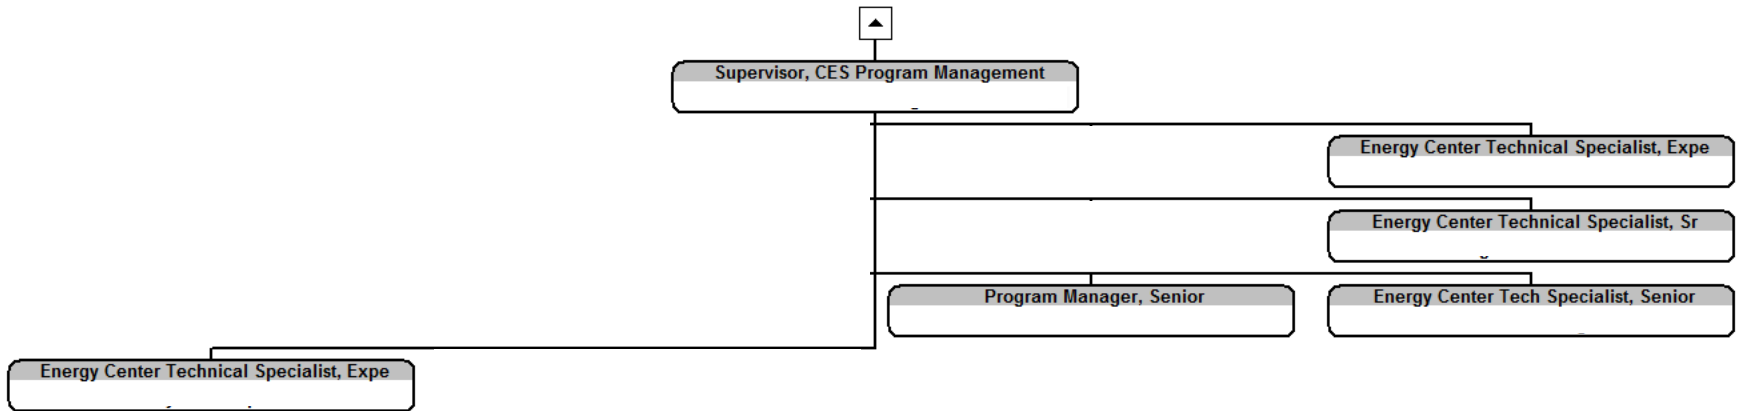 Supervisor, CES Program Management
Energy Center Technical Specialist, Expe
Energy Center Technical Specialist, Sr
Program Manager, Senior
Energy Center Tech Specialist, Senior
Energy Center Technical Specialist, Expe